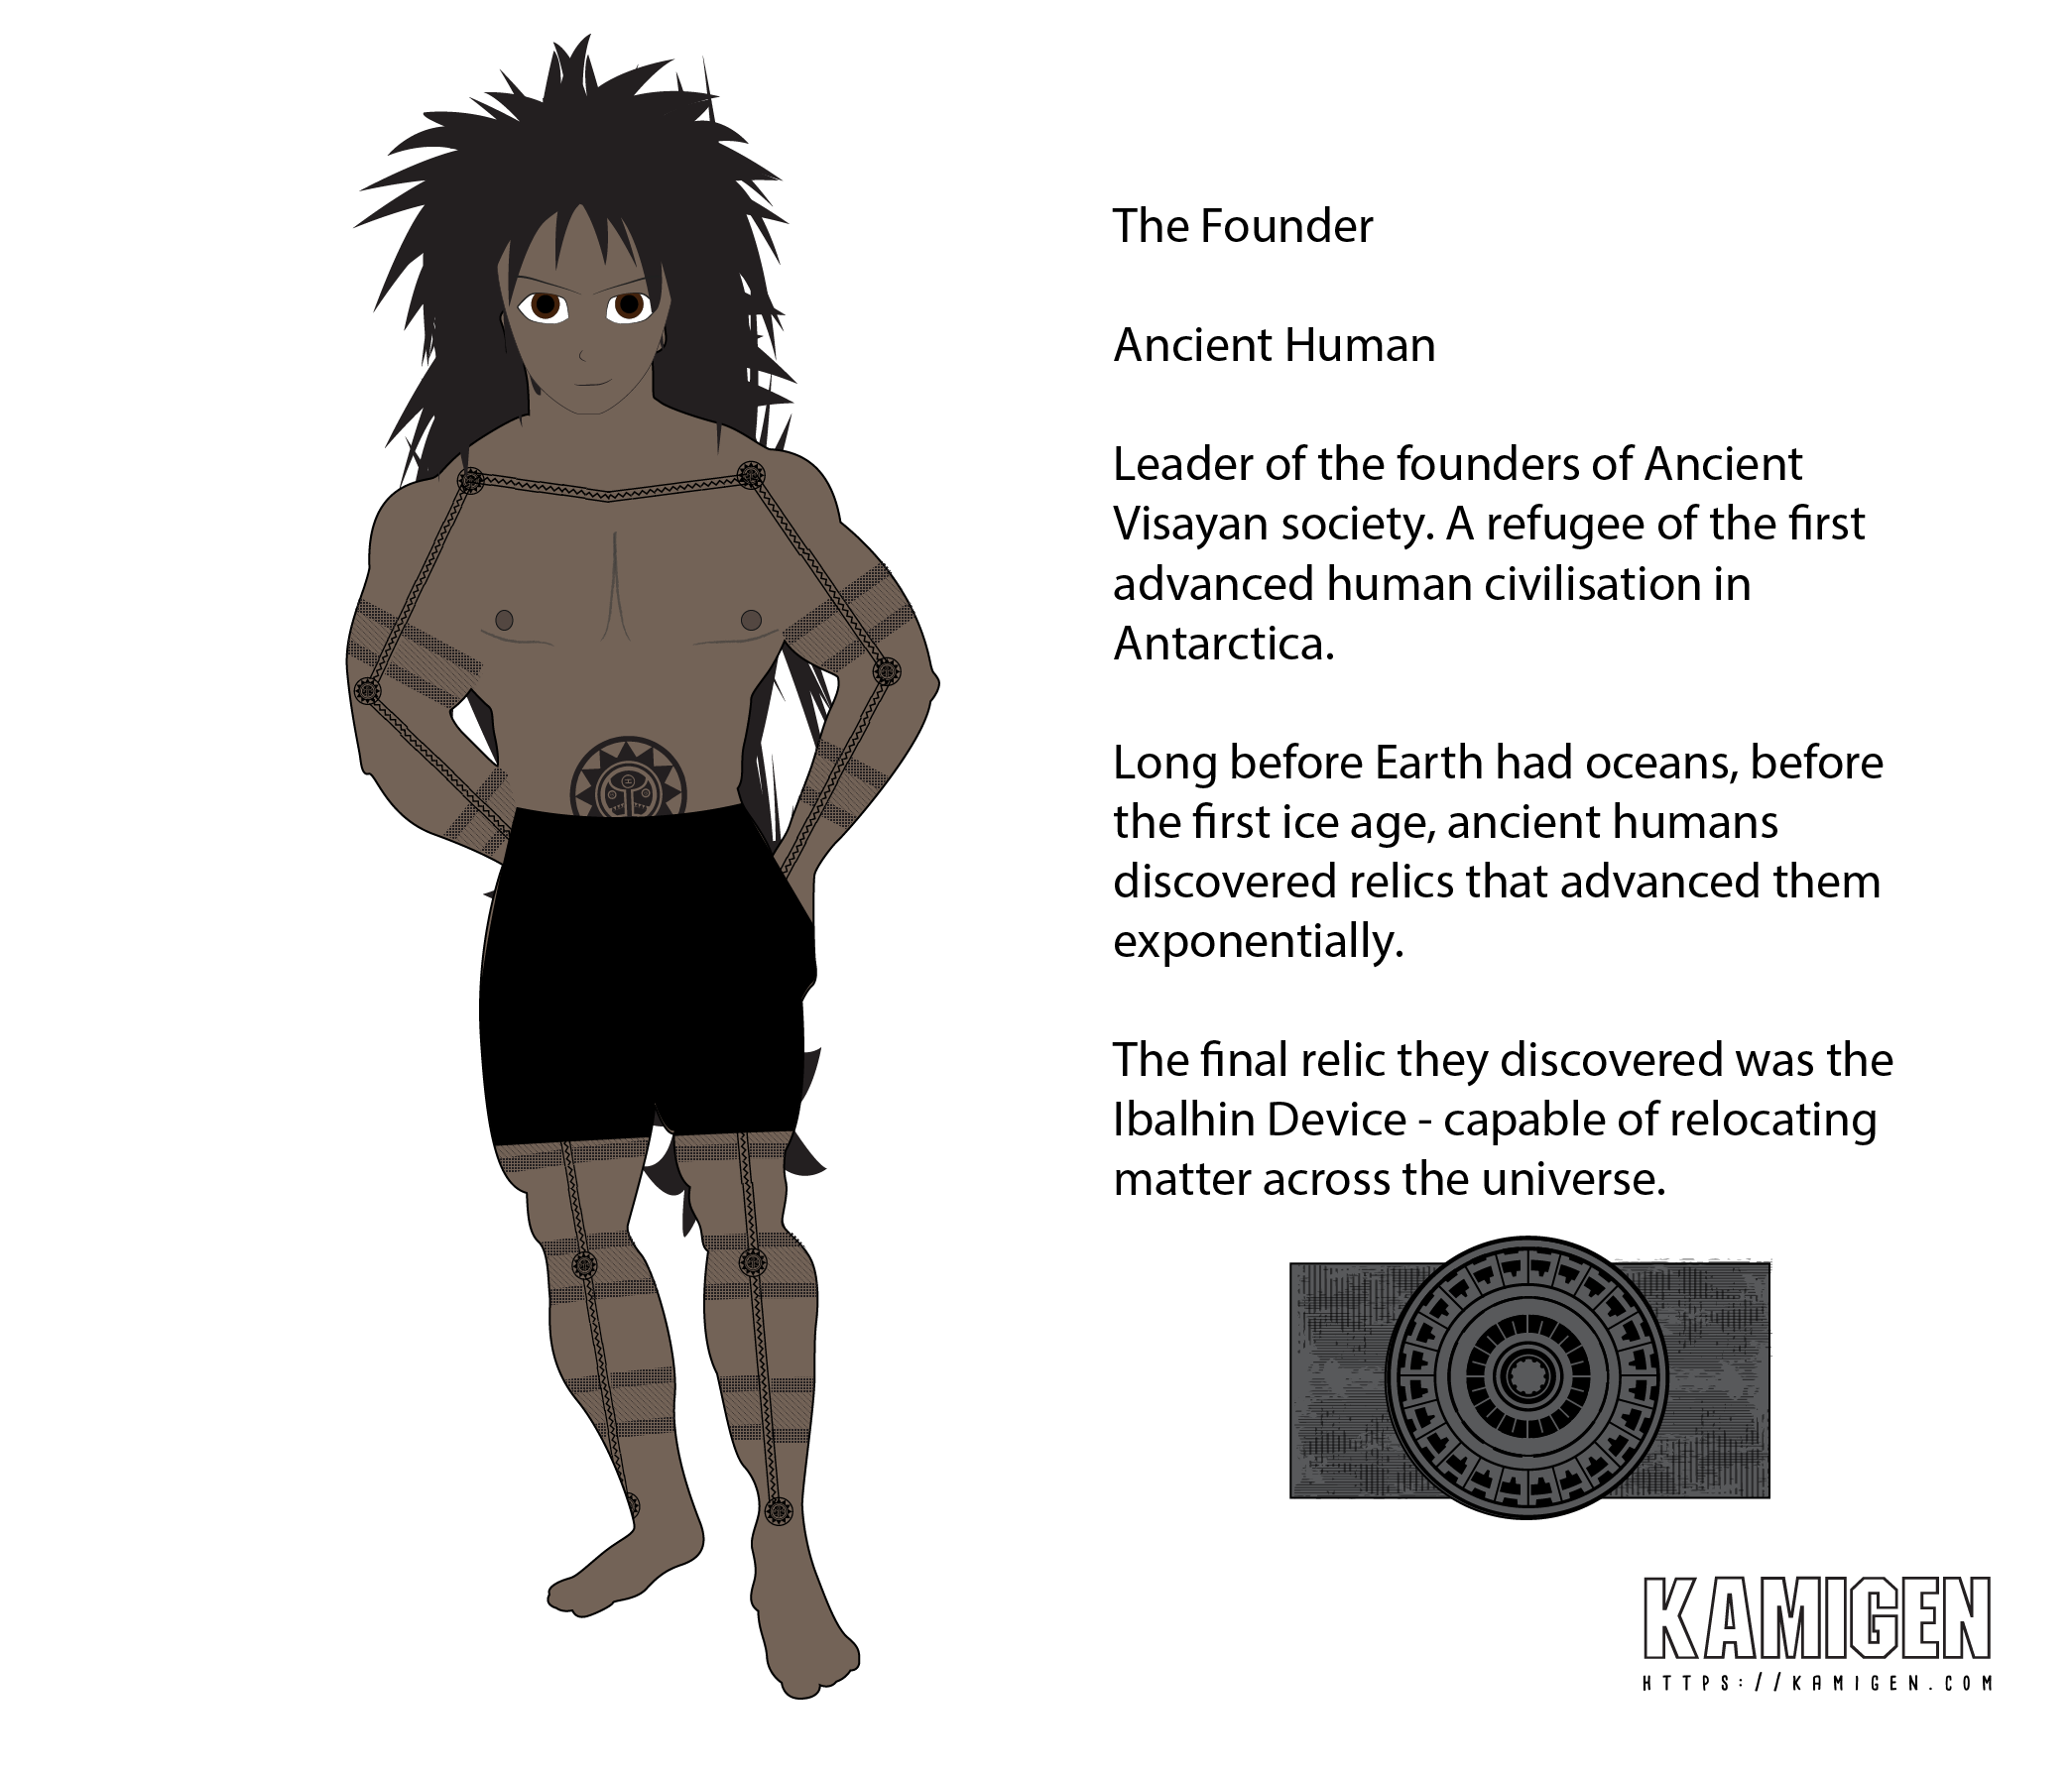 The Founder
Ancient Human
Leader of the founders of Ancient
Visayan society. A refugee of the first
advanced human civilisation in
Antarctica.
Long before Earth had oceans, before
the first ice age, ancient humans
discovered relics that advanced them
exponentially.
The final relic they discovered was the
Ibalhin Device - capable of relocating
matter across the universe.
KAMIGEN
HTTPS://KAMIGEN.COM